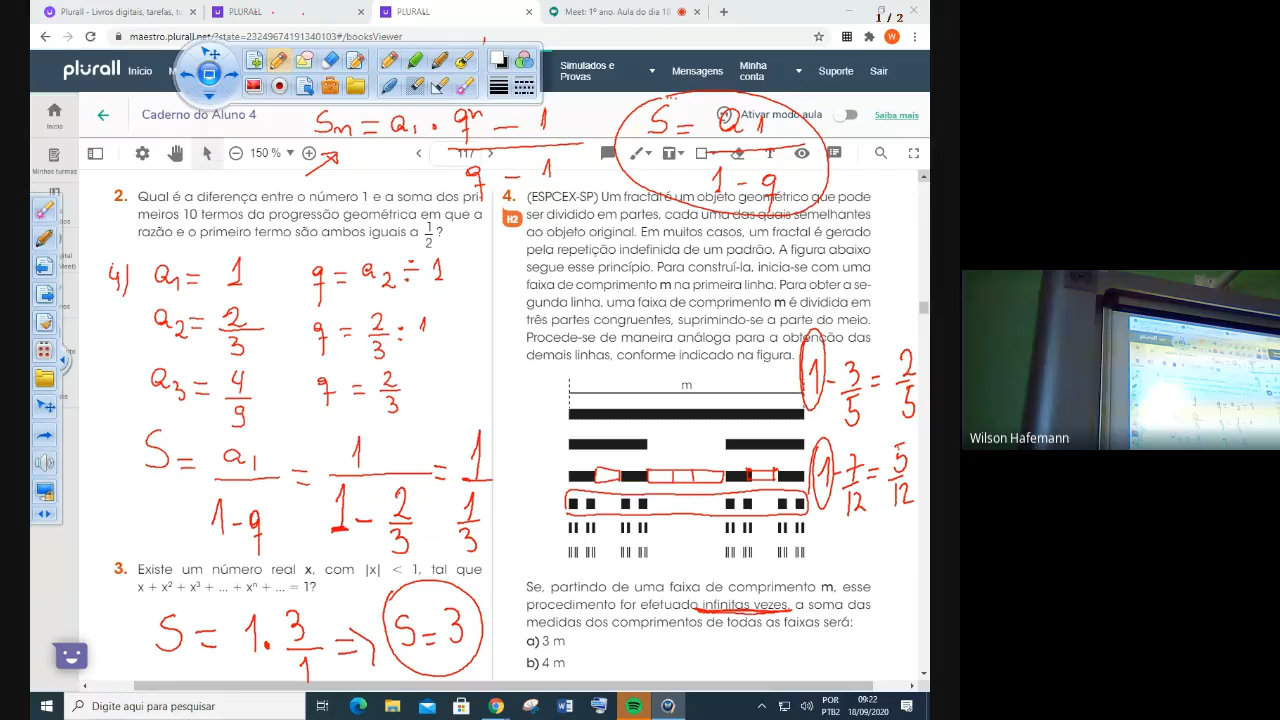 Plurall - Livros digitais, tarefas, tu
PLURALL
PLURALL
Meet: 1º ano. Aula do dia 18
1 / 2
maestro.plurall.net/?state=23249674191340103#/booksViewer
W
plurall
Início
M
Simulados e Provas
Mensagens
Minha conta
Suporte
Sair
Início
Caderno do Aluno 4
Ativar modo aula
Saiba mais
Minhas turmas
150 %
117
Sn = a1 . qⁿ - 1 / q - 1
S = a1 / 1 - q
2. Qual é a diferença entre o número 1 e a soma dos pri-
meiros 10 termos da progressão geométrica em que a
razão e o primeiro termo são ambos iguais a 1/2?
4) a1 = 1
q = a2 ÷ 1
a2 = 2/3
q = 2/3 ÷ 1
a3 = 4/9
q = 2/3
S = a1 / 1-q = 1 / 1 - 2/3 = 1 / 1/3
3. Existe um número real x, com |x| < 1, tal que
x + x² + x³ + ... + xⁿ + ... = 1?
S = 1 . 3/1 => S = 3
4. (ESPCEX-SP) Um fractal é um objeto geométrico que pode
H2
ser dividido em partes, cada uma das quais semelhantes
ao objeto original. Em muitos casos, um fractal é gerado
pela repetição indefinida de um padrão. A figura abaixo
segue esse princípio. Para construí-la, inicia-se com uma
faixa de comprimento m na primeira linha. Para obter a se-
gunda linha, uma faixa de comprimento m é dividida em
três partes congruentes, suprimindo-se a parte do meio.
Procede-se de maneira análoga para a obtenção das
demais linhas, conforme indicado na figura.
m
1 - 3/5 = 2/5
1 - 7/12 = 5/12
Se, partindo de uma faixa de comprimento m, esse
procedimento for efetuado infinitas vezes, a soma das
medidas dos comprimentos de todas as faixas será:
a) 3 m
b) 4 m
Wilson Hafemann
Digite aqui para pesquisar
POR
PTB2
09:22
18/09/2020